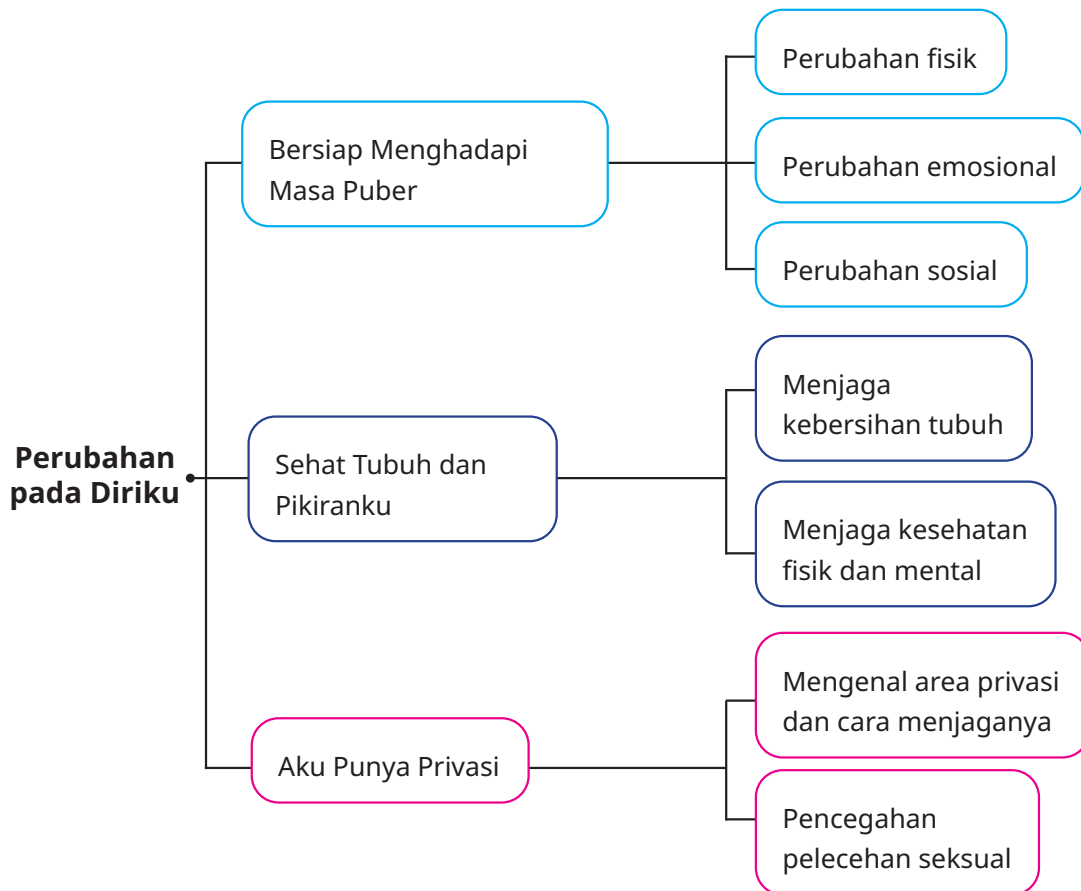 Perubahan
pada Diriku
Bersiap Menghadapi
Masa Puber
Perubahan fisik
Perubahan emosional
Perubahan sosial
Sehat Tubuh dan
Pikiranku
Menjaga
kebersihan tubuh
Menjaga kesehatan
fisik dan mental
Aku Punya Privasi
Mengenal area privasi
dan cara menjaganya
Pencegahan
pelecehan seksual